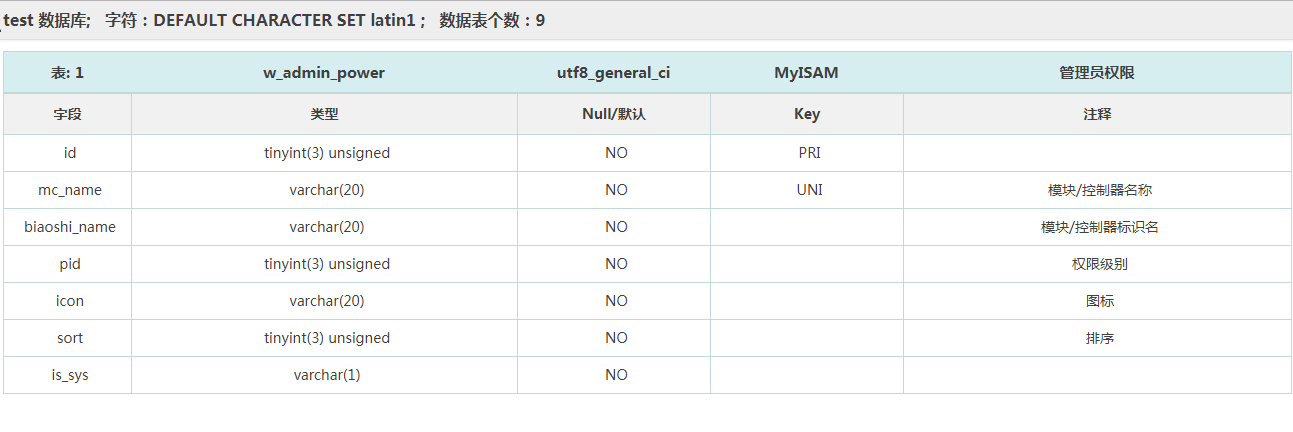 test 数据库; 字符：DEFAULT CHARACTER SET latin1； 数据表个数：9
表: 1 w_admin_power utf8_general_ci MyISAM 管理员权限
字段 类型 Null/默认 Key 注释
id tinyint(3) unsigned NO PRI
mc_name varchar(20) NO UNI 模块/控制器名称
biaoshi_name varchar(20) NO 模块/控制器标识名
pid tinyint(3) unsigned NO 权限级别
icon varchar(20) NO 图标
sort tinyint(3) unsigned NO 排序
is_sys varchar(1) NO